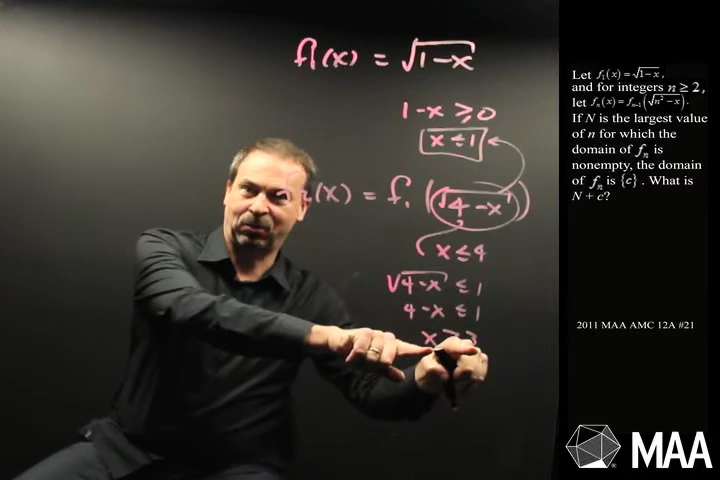 f₁(x) = √1-x
1-x ≥ 0
x ≤ 1
(x) = f₁(√4-x)
x ≤ 4
√4-x ≤ 1
4-x ≤ 1
x ≥ 3
Let f₁(x) = √1-x,
and for integers n ≥ 2,
let fₙ(x) = fₙ₋₁(√n² - x).
If N is the largest value
of n for which the
domain of fₙ is
nonempty, the domain
of fₙ is {c}. What is
N + c?
2011 MAA AMC 12A #21
MAA